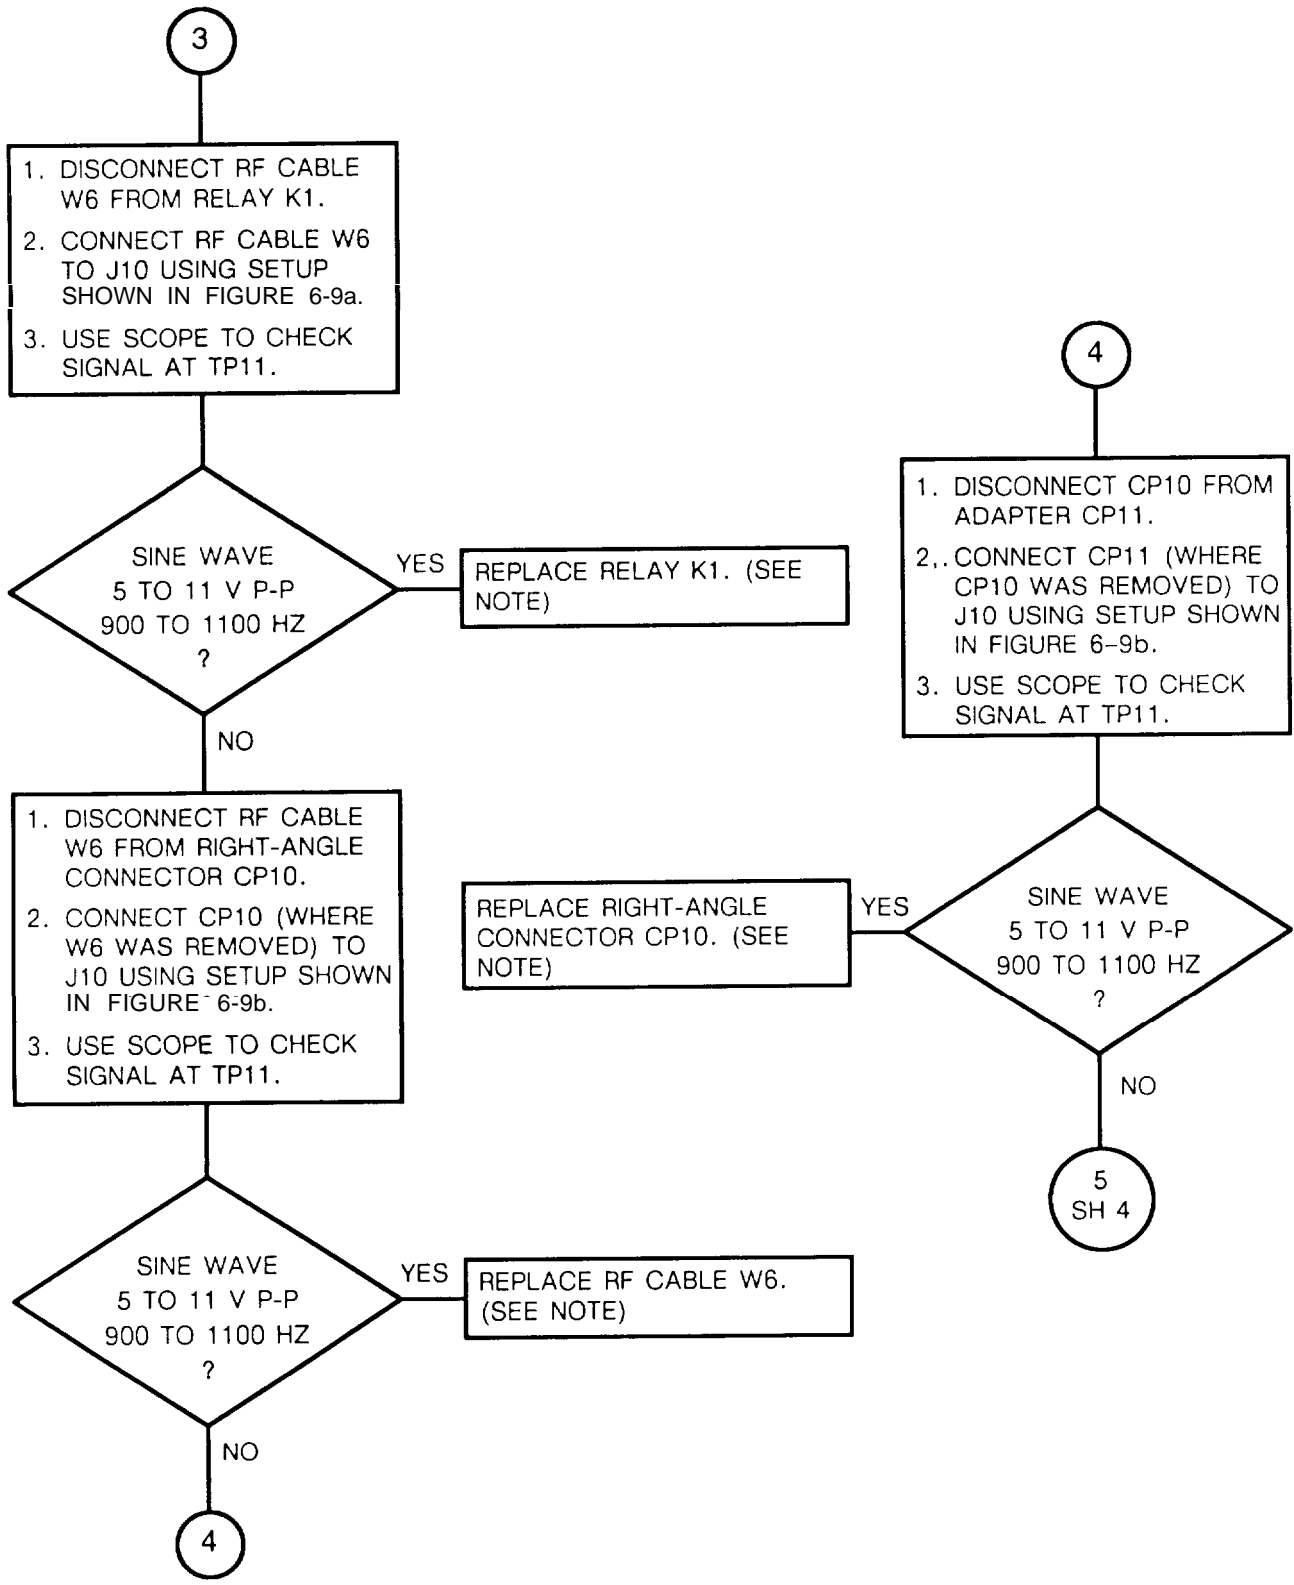 3
1. DISCONNECT RF CABLE
W6 FROM RELAY K1.
2. CONNECT RF CABLE W6
TO J10 USING SETUP
SHOWN IN FIGURE 6-9a.
3. USE SCOPE TO CHECK
SIGNAL AT TP11.
SINE WAVE
5 TO 11 V P-P
900 TO 1100 HZ
?
YES
REPLACE RELAY K1. (SEE
NOTE)
NO
1. DISCONNECT RF CABLE
W6 FROM RIGHT-ANGLE
CONNECTOR CP10.
2. CONNECT CP10 (WHERE
W6 WAS REMOVED) TO
J10 USING SETUP SHOWN
IN FIGURE 6-9b.
3. USE SCOPE TO CHECK
SIGNAL AT TP11.
SINE WAVE
5 TO 11 V P-P
900 TO 1100 HZ
?
YES
REPLACE RF CABLE W6.
(SEE NOTE)
NO
4
4
1. DISCONNECT CP10 FROM
ADAPTER CP11.
2,. CONNECT CP11 (WHERE
CP10 WAS REMOVED) TO
J10 USING SETUP SHOWN
IN FIGURE 6-9b.
3. USE SCOPE TO CHECK
SIGNAL AT TP11.
SINE WAVE
5 TO 11 V P-P
900 TO 1100 HZ
?
YES
REPLACE RIGHT-ANGLE
CONNECTOR CP10. (SEE
NOTE)
NO
5
SH 4